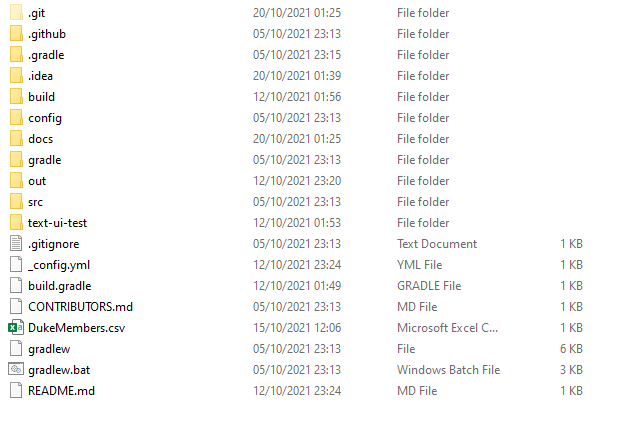 .git 20/10/2021 01:25 File folder
.github 05/10/2021 23:13 File folder
.gradle 05/10/2021 23:15 File folder
.idea 20/10/2021 01:39 File folder
build 12/10/2021 01:56 File folder
config 05/10/2021 23:13 File folder
docs 20/10/2021 01:25 File folder
gradle 05/10/2021 23:13 File folder
out 12/10/2021 23:20 File folder
src 05/10/2021 23:13 File folder
text-ui-test 12/10/2021 01:53 File folder
.gitignore 05/10/2021 23:13 Text Document 1 KB
_config.yml 12/10/2021 23:24 YML File 1 KB
build.gradle 12/10/2021 01:49 GRADLE File 1 KB
CONTRIBUTORS.md 05/10/2021 23:13 MD File 1 KB
DukeMembers.csv 15/10/2021 12:06 Microsoft Excel C... 1 KB
gradlew 05/10/2021 23:13 File 6 KB
gradlew.bat 05/10/2021 23:13 Windows Batch File 3 KB
README.md 12/10/2021 23:24 MD File 1 KB